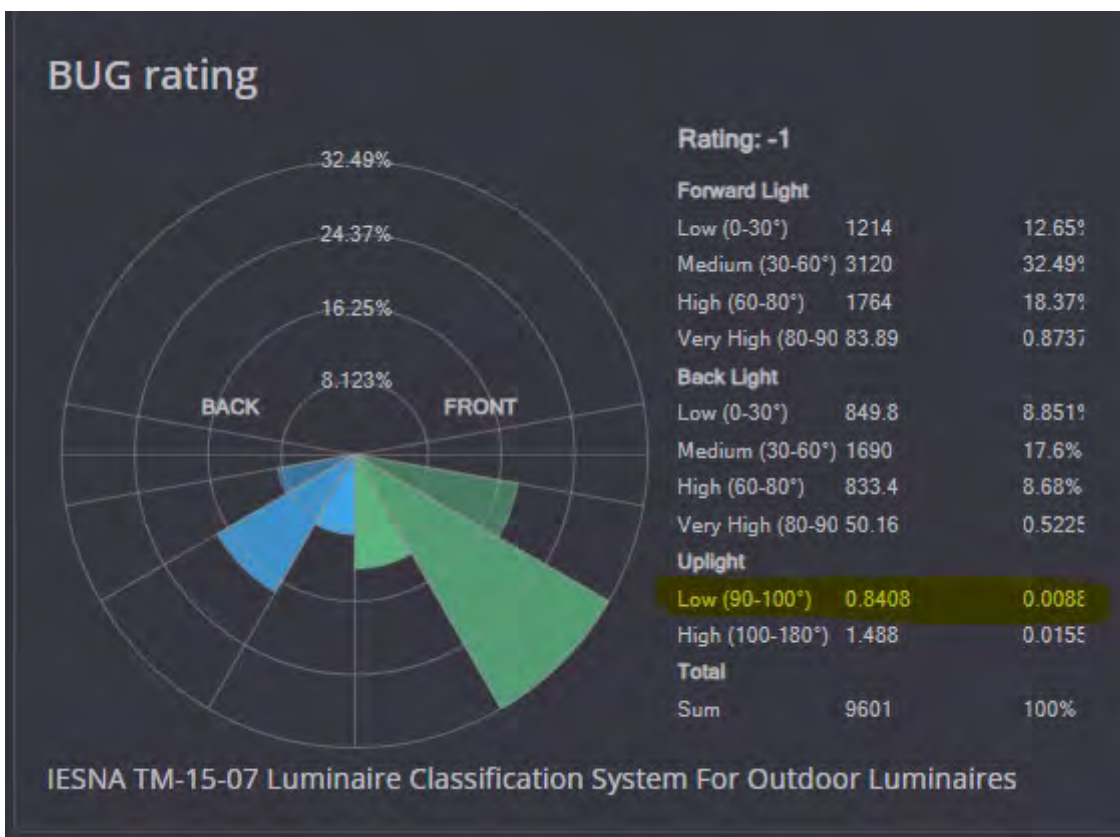 BUG rating
32.49%
24.37%
16.25%
8.123%
BACK FRONT
Rating: -1
Forward Light
Low (0-30°) 1214 12.65
Medium (30-60°) 3120 32.49
High (60-80°) 1764 18.37
Very High (80-90 83.89 0.8737
Back Light
Low (0-30°) 849.8 8.851
Medium (30-60°) 1690 17.6%
High (60-80°) 833.4 8.68%
Very High (80-90 50.16 0.5225
Uplight
Low (90-100°) 0.8408 0.0088
High (100-180°) 1.488 0.0155
Total
Sum 9601 100%
IESNA TM-15-07 Luminaire Classification System For Outdoor Luminaires